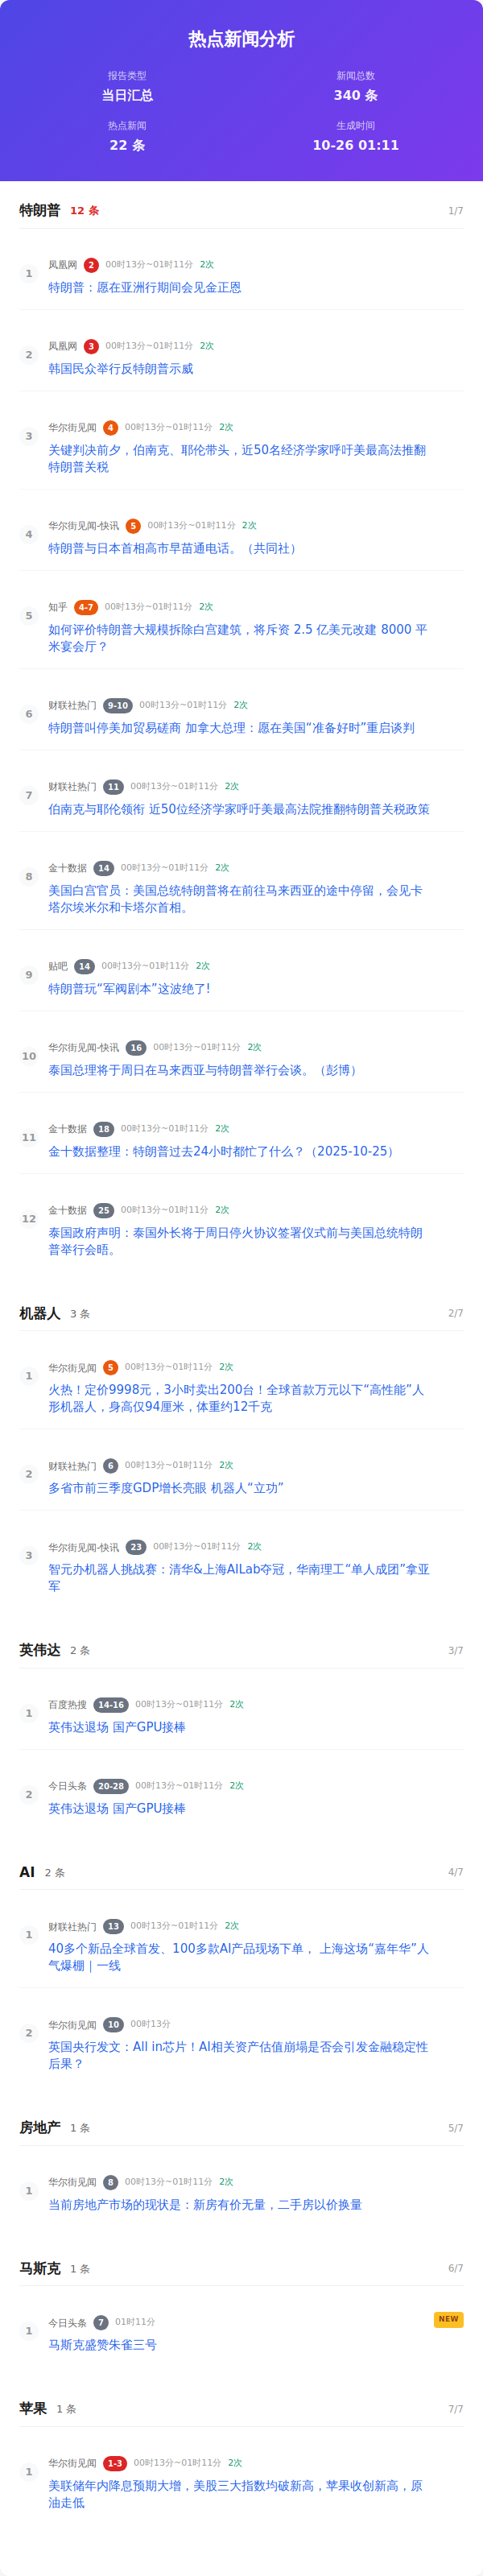 热点新闻分析
报告类型
新闻总数
当日汇总
340 条
热点新闻
生成时间
22 条
10-26 01:11
特朗普 12 条 1/7
1
凤凰网 2 00时13分~01时11分 2次
特朗普：愿在亚洲行期间会见金正恩
2
凤凰网 3 00时13分~01时11分 2次
韩国民众举行反特朗普示威
3
华尔街见闻 4 00时13分~01时11分 2次
关键判决前夕，伯南克、耶伦带头，近50名经济学家呼吁美最高法推翻
特朗普关税
4
华尔街见闻-快讯 5 00时13分~01时11分 2次
特朗普与日本首相高市早苗通电话。（共同社）
5
知乎 4-7 00时13分~01时11分 2次
如何评价特朗普大规模拆除白宫建筑，将斥资 2.5 亿美元改建 8000 平
米宴会厅？
6
财联社热门 9-10 00时13分~01时11分 2次
特朗普叫停美加贸易磋商 加拿大总理：愿在美国“准备好时”重启谈判
7
财联社热门 11 00时13分~01时11分 2次
伯南克与耶伦领衔 近50位经济学家呼吁美最高法院推翻特朗普关税政策
8
金十数据 14 00时13分~01时11分 2次
美国白宫官员：美国总统特朗普将在前往马来西亚的途中停留，会见卡
塔尔埃米尔和卡塔尔首相。
9
贴吧 14 00时13分~01时11分 2次
特朗普玩“军阀剧本”这波绝了!
10
华尔街见闻-快讯 16 00时13分~01时11分 2次
泰国总理将于周日在马来西亚与特朗普举行会谈。（彭博）
11
金十数据 18 00时13分~01时11分 2次
金十数据整理：特朗普过去24小时都忙了什么？（2025-10-25）
12
金十数据 25 00时13分~01时11分 2次
泰国政府声明：泰国外长将于周日停火协议签署仪式前与美国总统特朗
普举行会晤。
机器人 3 条 2/7
1
华尔街见闻 5 00时13分~01时11分 2次
火热！定价9998元，3小时卖出200台！全球首款万元以下“高性能”人
形机器人，身高仅94厘米，体重约12千克
2
财联社热门 6 00时13分~01时11分 2次
多省市前三季度GDP增长亮眼 机器人“立功”
3
华尔街见闻-快讯 23 00时13分~01时11分 2次
智元办机器人挑战赛：清华&上海AILab夺冠，华南理工“单人成团”拿亚
军
英伟达 2 条 3/7
1
百度热搜 14-16 00时13分~01时11分 2次
英伟达退场 国产GPU接棒
2
今日头条 20-28 00时13分~01时11分 2次
英伟达退场 国产GPU接棒
AI 2 条 4/7
1
财联社热门 13 00时13分~01时11分 2次
40多个新品全球首发、100多款AI产品现场下单， 上海这场“嘉年华”人
气爆棚｜一线
2
华尔街见闻 10 00时13分
英国央行发文：All in芯片！AI相关资产估值崩塌是否会引发金融稳定性
后果？
房地产 1 条 5/7
1
华尔街见闻 8 00时13分~01时11分 2次
当前房地产市场的现状是：新房有价无量，二手房以价换量
马斯克 1 条 6/7
1
今日头条 7 01时11分 NEW
马斯克盛赞朱雀三号
苹果 1 条 7/7
1
华尔街见闻 1-3 00时13分~01时11分 2次
美联储年内降息预期大增，美股三大指数均破新高，苹果收创新高，原
油走低